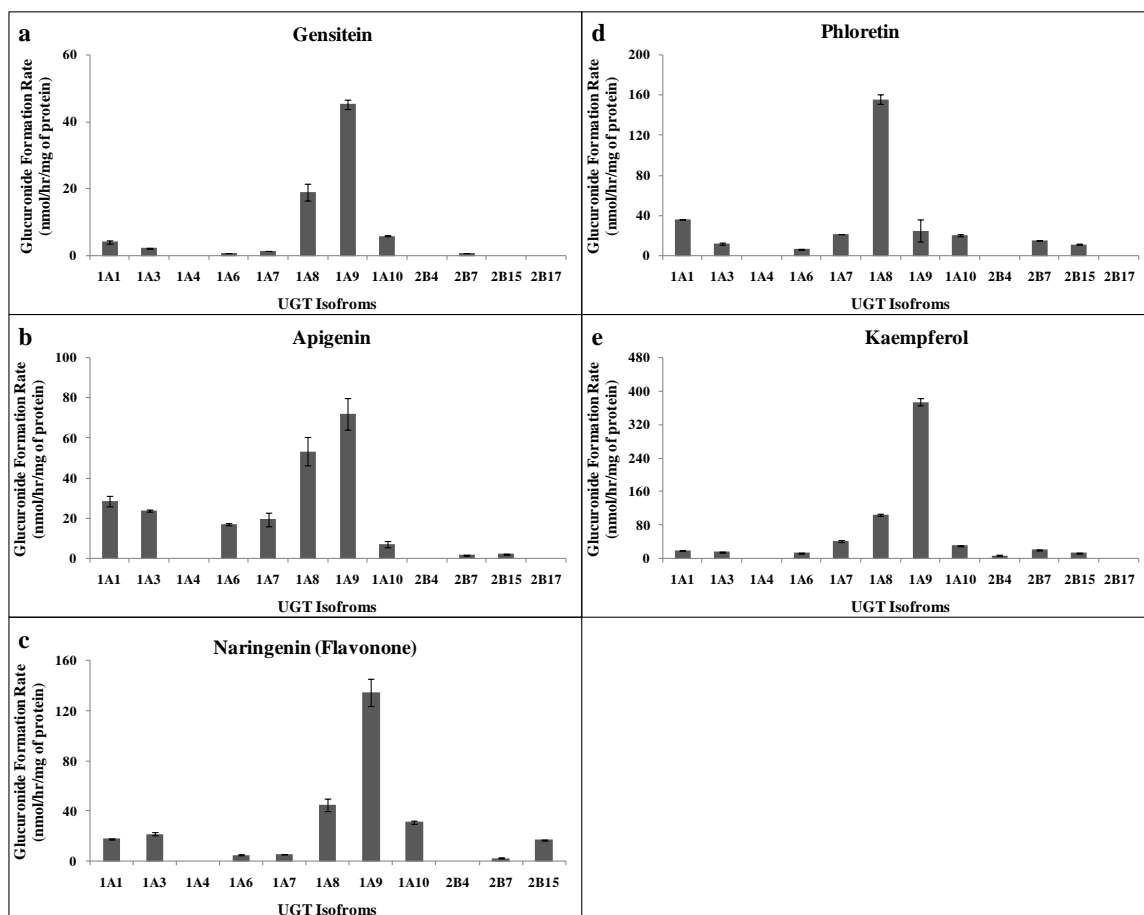 a
Gensitein
Glucuronide Formation Rate
(nmol/hr/mg of protein)
60
40
20
0
1A1 1A3 1A4 1A6 1A7 1A8 1A9 1A10 2B4 2B7 2B15 2B17
UGT Isofroms
b
Apigenin
Glucuronide Formation Rate
(nmol/hr/mg of protein)
100
80
60
40
20
0
1A1 1A3 1A4 1A6 1A7 1A8 1A9 1A10 2B4 2B7 2B15 2B17
UGT Isofroms
c
Naringenin (Flavonone)
Glucuronide Formation Rate
(nmol/hr/mg of protein)
160
120
80
40
0
1A1 1A3 1A4 1A6 1A7 1A8 1A9 1A10 2B4 2B7 2B15
UGT Isofroms
d
Phloretin
Glucuronide Formation Rate
(nmol/hr/mg of protein)
200
160
120
80
40
0
1A1 1A3 1A4 1A6 1A7 1A8 1A9 1A10 2B4 2B7 2B15 2B17
UGT Isofroms
e
Kaempferol
Glucuronide Formation Rate
(nmol/hr/mg of protein)
480
400
320
240
160
80
0
1A1 1A3 1A4 1A6 1A7 1A8 1A9 1A10 2B4 2B7 2B15 2B17
UGT Isofroms